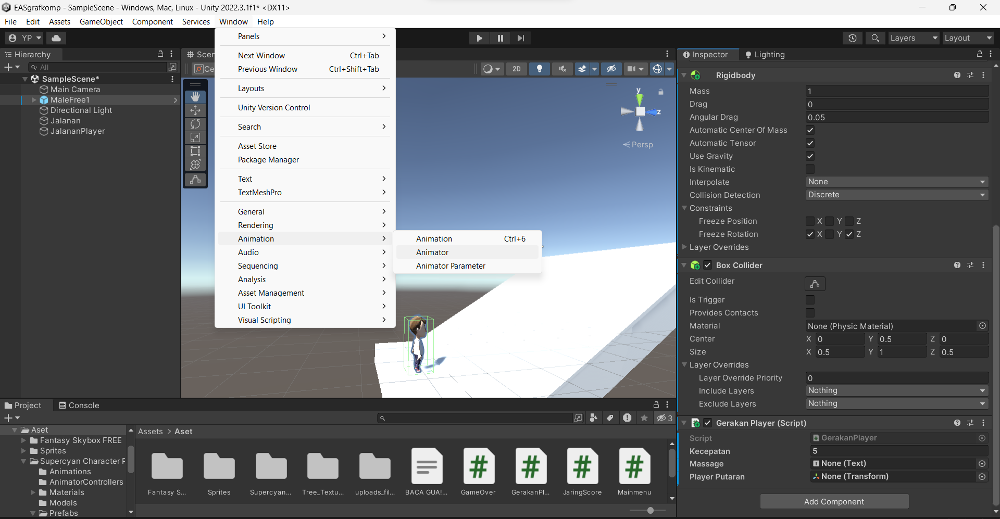 EASgrafkomp - SampleScene - Windows, Mac, Linux - Unity 2022.3.1f1* <DX11>
File Edit Assets GameObject Component Services Window Help
YP
Layers
Layout
Hierarchy
All
SampleScene*
Main Camera
MaleFree1
Directional Light
Jalanan
JalananPlayer
Scen
Ce
2D
y
z
Persp
Panels
Next Window Ctrl+Tab
Previous Window Ctrl+Shift+Tab
Layouts
Unity Version Control
Search
Asset Store
Package Manager
Text
TextMeshPro
General
Rendering
Animation
Audio
Sequencing
Analysis
Asset Management
UI Toolkit
Visual Scripting
Animation Ctrl+6
Animator
Animator Parameter
Inspector Lighting
Rigidbody
Mass 1
Drag 0
Angular Drag 0.05
Automatic Center Of Mass
Automatic Tensor
Use Gravity
Is Kinematic
Interpolate None
Collision Detection Discrete
Constraints
Freeze Position X Y Z
Freeze Rotation X Y Z
Layer Overrides
Box Collider
Edit Collider
Is Trigger
Provides Contacts
Material None (Physic Material)
Center X 0 Y 0.5 Z 0
Size X 0.5 Y 1 Z 0.5
Layer Overrides
Layer Override Priority 0
Include Layers Nothing
Exclude Layers Nothing
Gerakan Player (Script)
Script GerakanPlayer
Kecepatan 5
Massage None (Text)
Player Putaran None (Transform)
Add Component
Project Console
3
Aset
Fantasy Skybox FREE
Sprites
Supercyan Character F
Animations
AnimatorControllers
Materials
Models
Prefabs
Assets > Aset
Fantasy S...
Sprites
Supercyan...
Tree_Textu...
uploads_fil...
BACA GUA!...
GameOver
GerakanPl...
JaringScore
Mainmenu